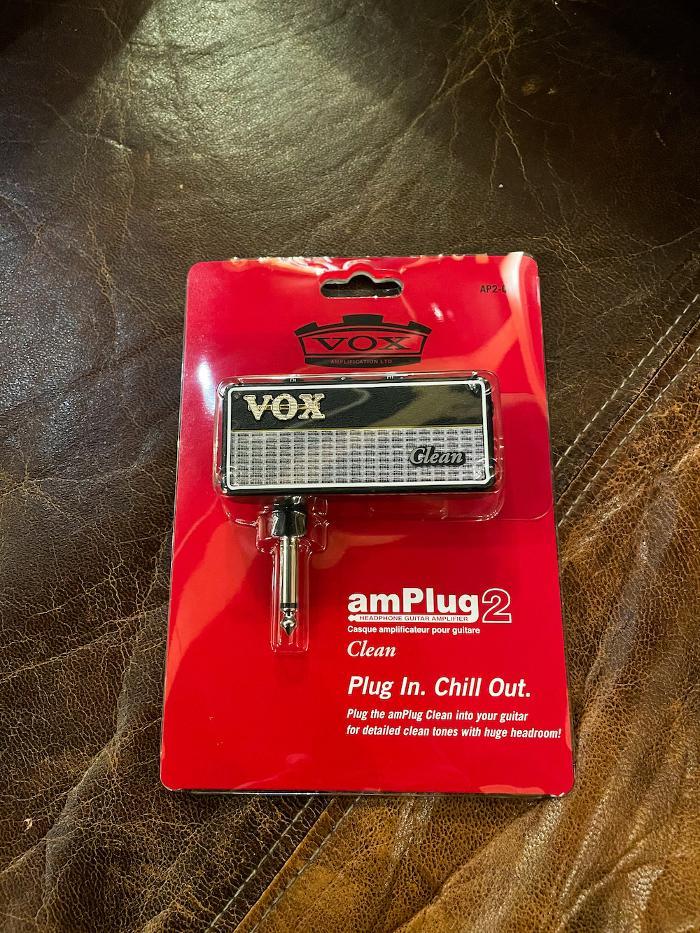 VOX
AMPLIFICATION LTD
VOX
Clean
amPlug2
HEADPHONE GUITAR AMPLIFIER
Casque amplificateur pour guitare
Clean
Plug In. Chill Out.
Plug the amPlug Clean into your guitar
for detailed clean tones with huge headroom!